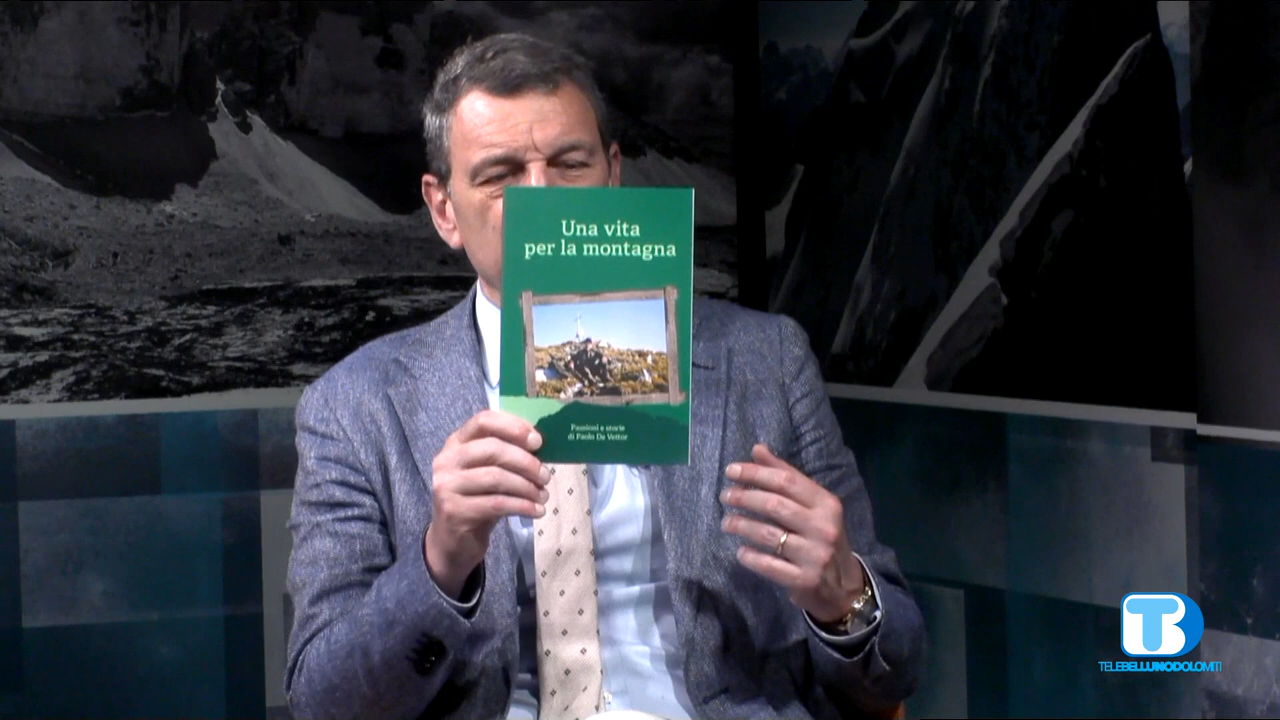 Una vita
per la montagna
Passioni e storie
di Paolo Da Vettor
TELEBELLUNODOLOMITI